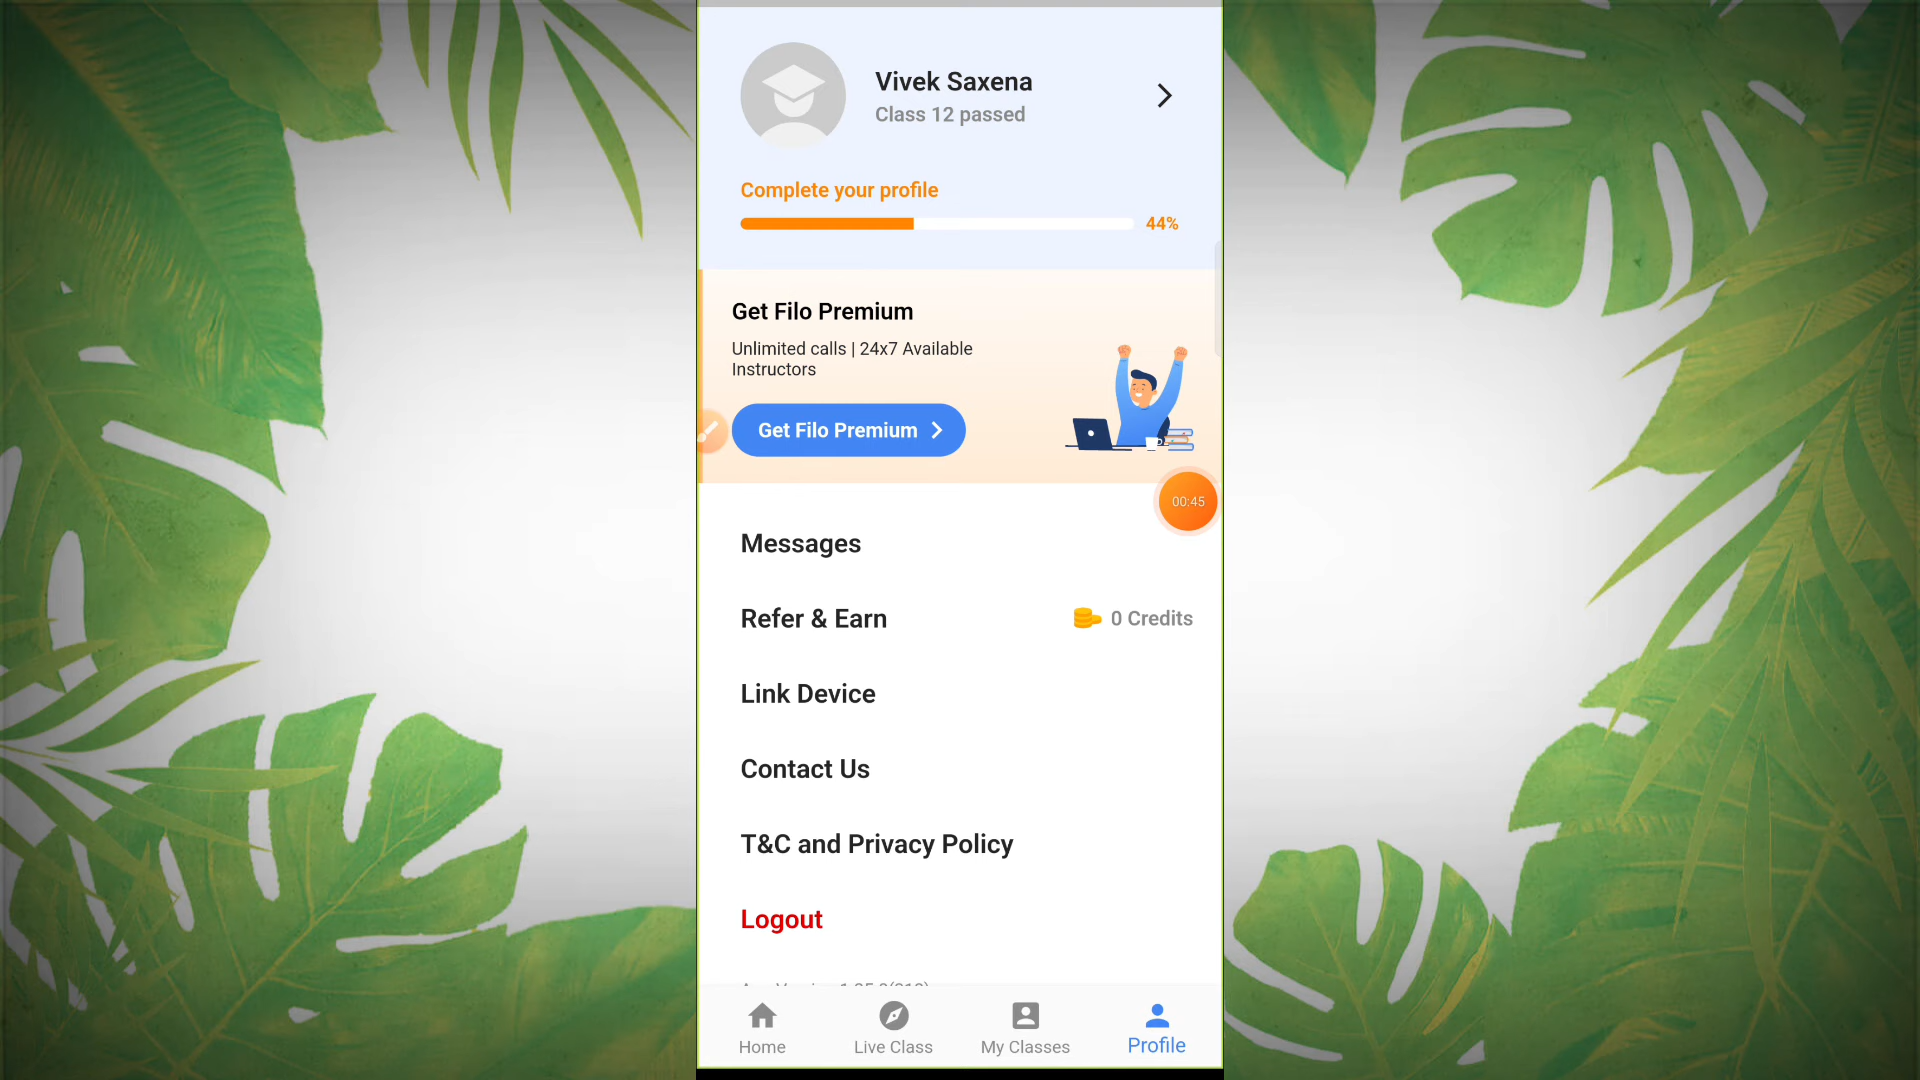 Vivek Saxena
Class 12 passed
Complete your profile
44%
Get Filo Premium
Unlimited calls | 24x7 Available
Instructors
Get Filo Premium
00:45
Messages
Refer & Earn
0 Credits
Link Device
Contact Us
T&C and Privacy Policy
Logout
Home
Live Class
My Classes
Profile